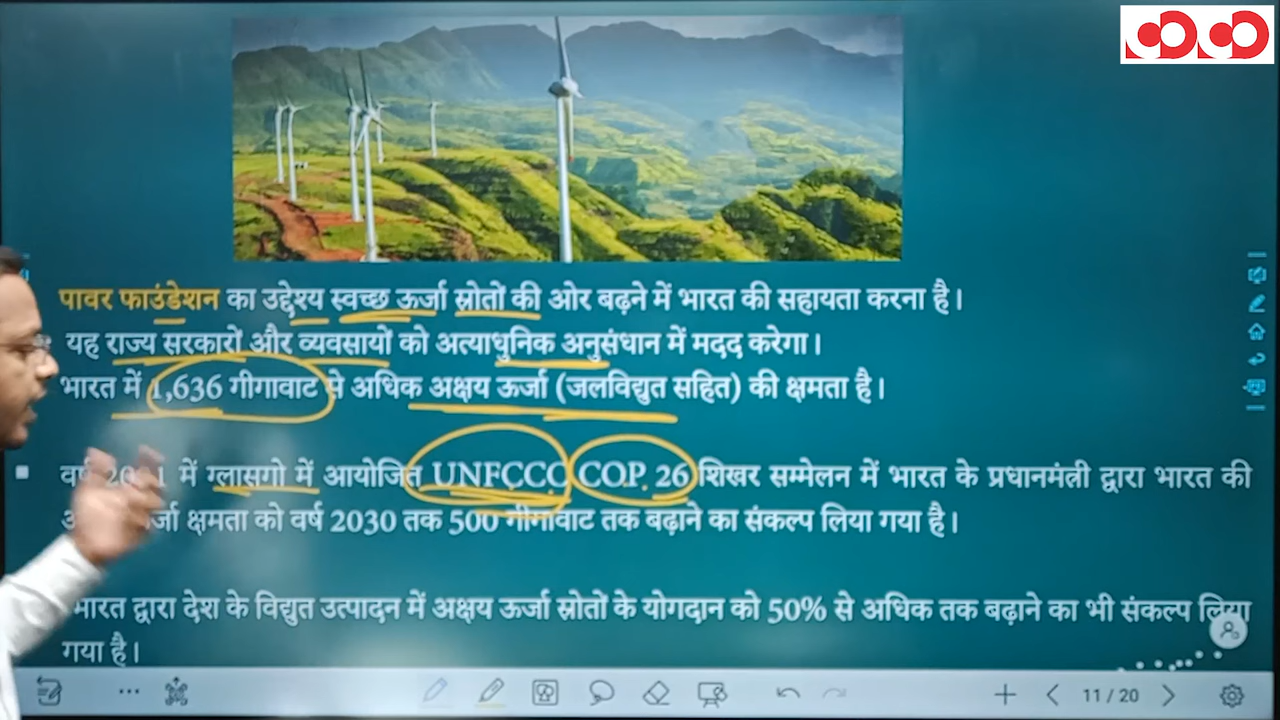 पावर फाउंडेशन का उद्देश्य स्वच्छ ऊर्जा स्रोतों की ओर बढ़ने में भारत की सहायता करना है।
यह राज्य सरकारों और व्यवसायों को अत्याधुनिक अनुसंधान में मदद करेगा।
भारत में 1,636 गीगावाट से अधिक अक्षय ऊर्जा (जलविद्युत सहित) की क्षमता है।
में ग्लासगो में आयोजित UNFCCC COP. 26 शिखर सम्मेलन में भारत के प्रधानमंत्री द्वारा भारत की
क्षमता को वर्ष 2030 तक 500 गीगावाट तक बढ़ाने का संकल्प लिया गया है।
भारत द्वारा देश के विद्युत उत्पादन में अक्षय ऊर्जा स्रोतों के योगदान को 50% से अधिक तक बढ़ाने का भी संकल्प लिया
गया है।
11 / 20